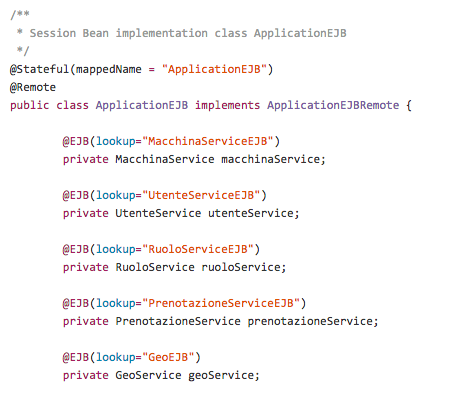 /**
 * Session Bean implementation class ApplicationEJB
 */
@Stateful(mappedName = "ApplicationEJB")
@Remote
public class ApplicationEJB implements ApplicationEJBRemote {
@EJB(lookup="MacchinaServiceEJB")
private MacchinaService macchinaService;
@EJB(lookup="UtenteServiceEJB")
private UtenteService utenteService;
@EJB(lookup="RuoloServiceEJB")
private RuoloService ruoloService;
@EJB(lookup="PrenotazioneServiceEJB")
private PrenotazioneService prenotazioneService;
@EJB(lookup="GeoEJB")
private GeoService geoService;